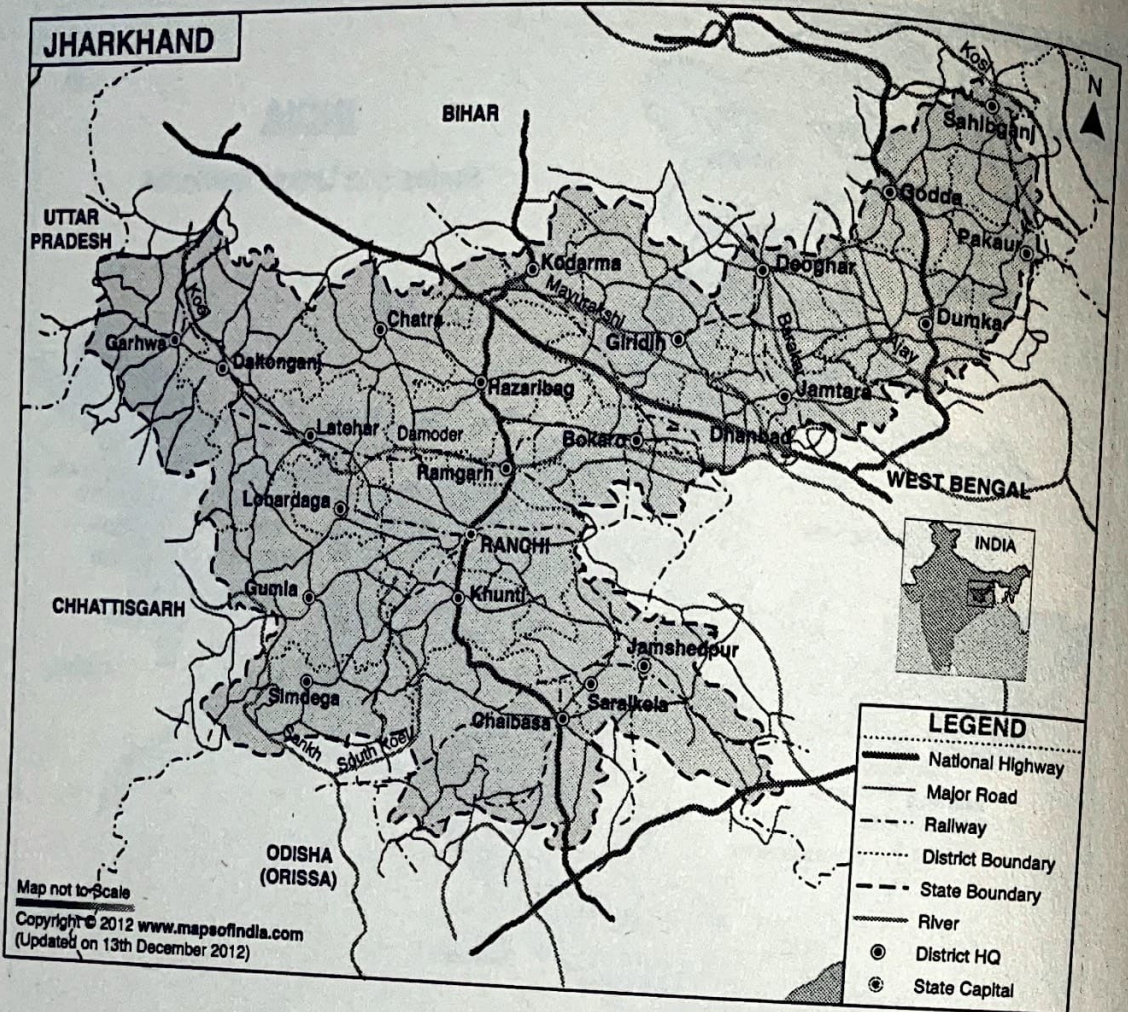 JHARKHAND
N
BIHAR
Kosi
Sahibganj
UTTAR
PRADESH
Godda
Pakaur
Kodarma
Deoghar
Mayurakshi
Chatra
Garhwa
Giridih
Dumka
Ajay
Daltonganj
Hazaribag
Jamtara
Latehar
Damoder
Bokaro
Dhanbad
Ramgarh
WEST BENGAL
Lohardaga
RANCHI
INDIA
Gumla
Khunti
CHHATTISGARH
Jamshedpur
Simdega
Saraikela
Chaibasa
Sankh
South Koel
ODISHA
(ORISSA)
LEGEND
National Highway
Major Road
Railway
District Boundary
State Boundary
River
District HQ
State Capital
Map not to Scale
Copyright © 2012 www.mapsofindia.com
(Updated on 13th December 2012)